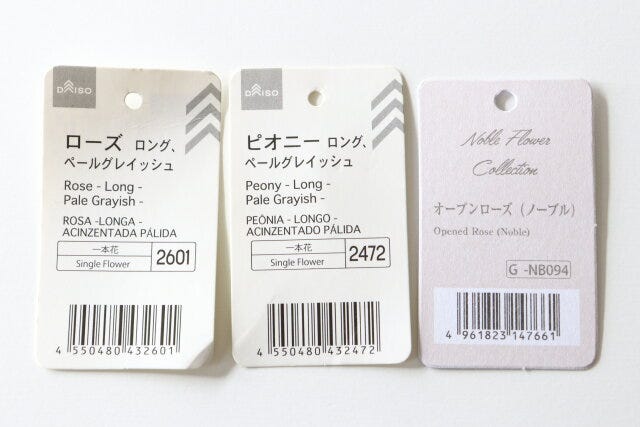 DAISO
ローズ ロング、
ペールグレイッシュ
Rose - Long -
Pale Grayish -
ROSA -LONGA -
ACINZENTADO PÁLIDA
一本花
Single Flower
2601
4 550480 432601
DAISO
ピオニー ロング、
ペールグレイッシュ
Peony - Long -
Pale Grayish -
PEÔNIA - LONGO -
ACINZENTADO PÁLIDA
一本花
Single Flower
2472
4 550480 432472
Noble Flower
Collection
オープンローズ（ノーブル）
Opened Rose (Noble)
G -NB094
4 961823 147661